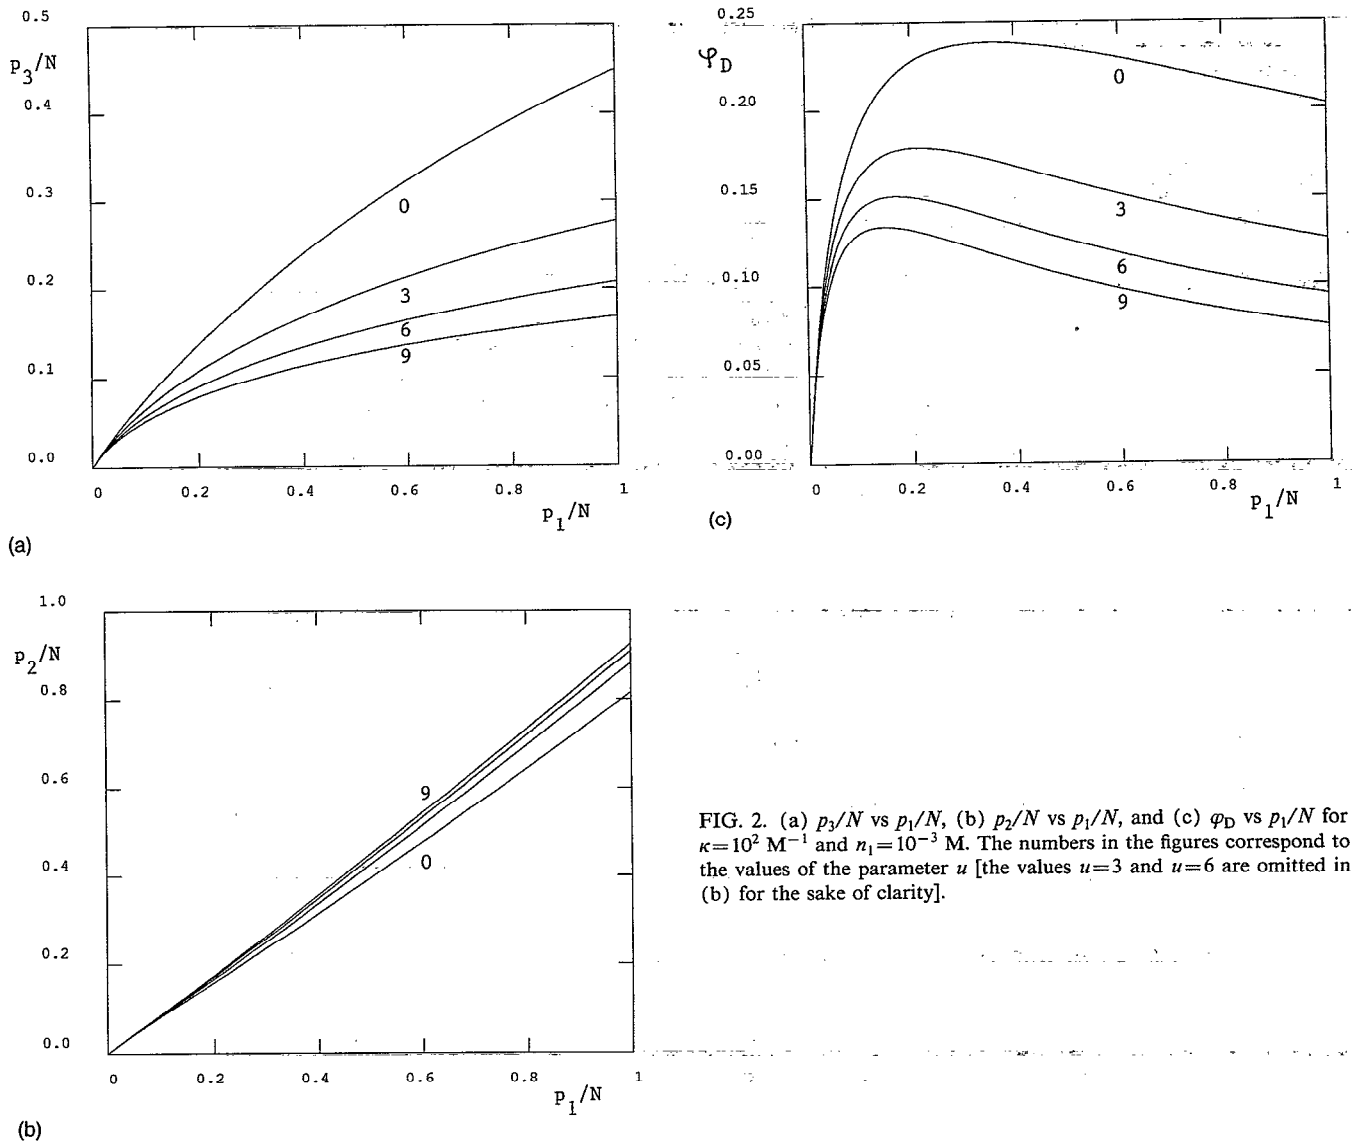 0.5
p3/N
0.4
0.3
0.2
0.1
0.0
0
3
6
9
0 0.2 0.4 0.6 0.8 1
p1/N
(a)
0.25
φD
0.20
0.15
0.10
0.05
0.00
0
3
6
9
0 0.2 0.4 0.6 0.8 1
p1/N
(c)
1.0
p2/N
0.8
0.6
0.4
0.2
0.0
9
0
0 0.2 0.4 0.6 0.8 1
p1/N
(b)
FIG. 2. (a) p3/N vs p1/N, (b) p2/N vs p1/N, and (c) φD vs p1/N for
κ=10² M⁻¹ and n1=10⁻³ M. The numbers in the figures correspond to
the values of the parameter u [the values u=3 and u=6 are omitted in
(b) for the sake of clarity].